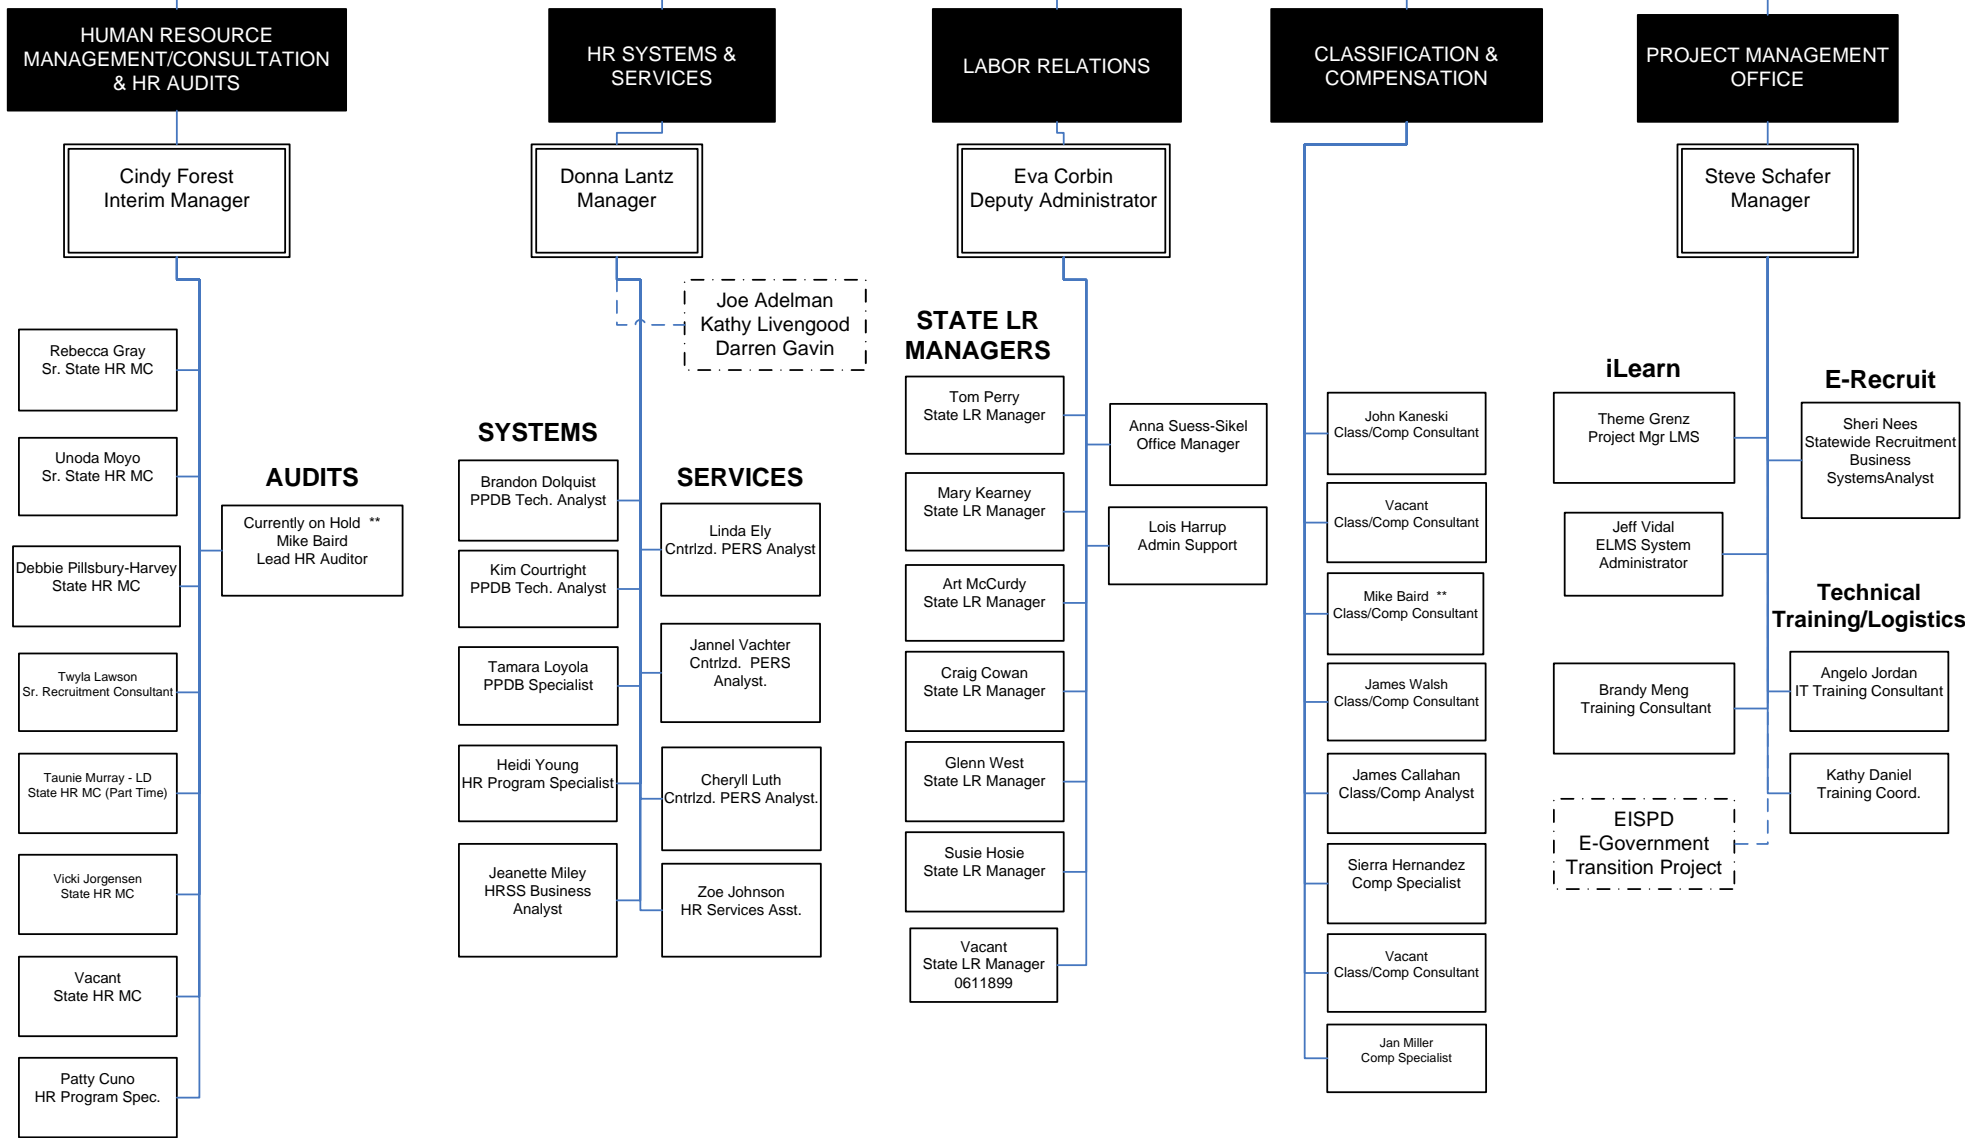 HUMAN RESOURCE
MANAGEMENT/CONSULTATION
& HR AUDITS
Cindy Forest
Interim Manager
Rebecca Gray
Sr. State HR MC
Unoda Moyo
Sr. State HR MC
Debbie Pillsbury-Harvey
State HR MC
Twyla Lawson
Sr. Recruitment Consultant
Taunie Murray - LD
State HR MC (Part Time)
Vicki Jorgensen
State HR MC
Vacant
State HR MC
Patty Cuno
HR Program Spec.
AUDITS
Currently on Hold **
Mike Baird
Lead HR Auditor
HR SYSTEMS &
SERVICES
Donna Lantz
Manager
Joe Adelman
Kathy Livengood
Darren Gavin
SYSTEMS
Brandon Dolquist
PPDB Tech. Analyst
Kim Courtright
PPDB Tech. Analyst
Tamara Loyola
PPDB Specialist
Heidi Young
HR Program Specialist
Jeanette Miley
HRSS Business
Analyst
SERVICES
Linda Ely
Cntrlzd. PERS Analyst
Jannel Vachter
Cntrlzd. PERS
Analyst.
Cheryll Luth
Cntrlzd. PERS Analyst.
Zoe Johnson
HR Services Asst.
LABOR RELATIONS
Eva Corbin
Deputy Administrator
STATE LR
MANAGERS
Tom Perry
State LR Manager
Mary Kearney
State LR Manager
Art McCurdy
State LR Manager
Craig Cowan
State LR Manager
Glenn West
State LR Manager
Susie Hosie
State LR Manager
Vacant
State LR Manager
0611899
Anna Suess-Sikel
Office Manager
Lois Harrup
Admin Support
CLASSIFICATION &
COMPENSATION
John Kaneski
Class/Comp Consultant
Vacant
Class/Comp Consultant
Mike Baird **
Class/Comp Consultant
James Walsh
Class/Comp Consultant
James Callahan
Class/Comp Analyst
Sierra Hernandez
Comp Specialist
Vacant
Class/Comp Consultant
Jan Miller
Comp Specialist
PROJECT MANAGEMENT
OFFICE
Steve Schafer
Manager
iLearn
Theme Grenz
Project Mgr LMS
Jeff Vidal
ELMS System
Administrator
Brandy Meng
Training Consultant
EISPD
E-Government
Transition Project
E-Recruit
Sheri Nees
Statewide Recruitment
Business
SystemsAnalyst
Technical
Training/Logistics
Angelo Jordan
IT Training Consultant
Kathy Daniel
Training Coord.